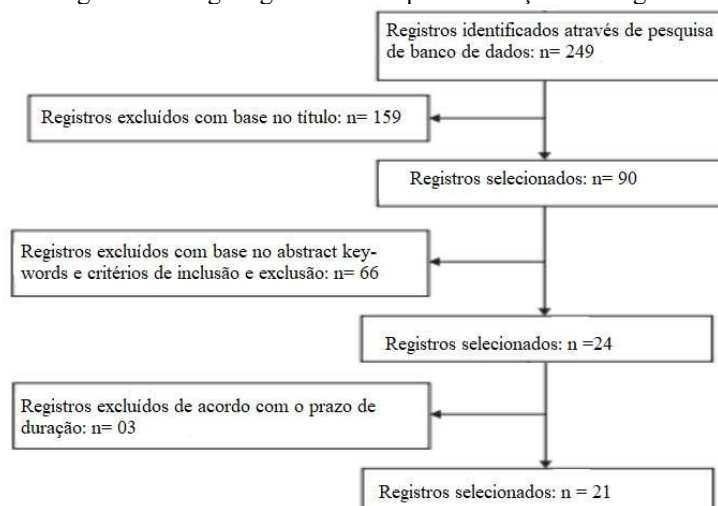 Registros identificados através de pesquisa
de banco de dados: n= 249
Registros excluídos com base no título: n= 159
Registros selecionados: n= 90
Registros excluídos com base no abstract key-
words e critérios de inclusão e exclusão: n= 66
Registros selecionados: n =24
Registros excluídos de acordo com o prazo de
duração: n= 03
Registros selecionados: n = 21